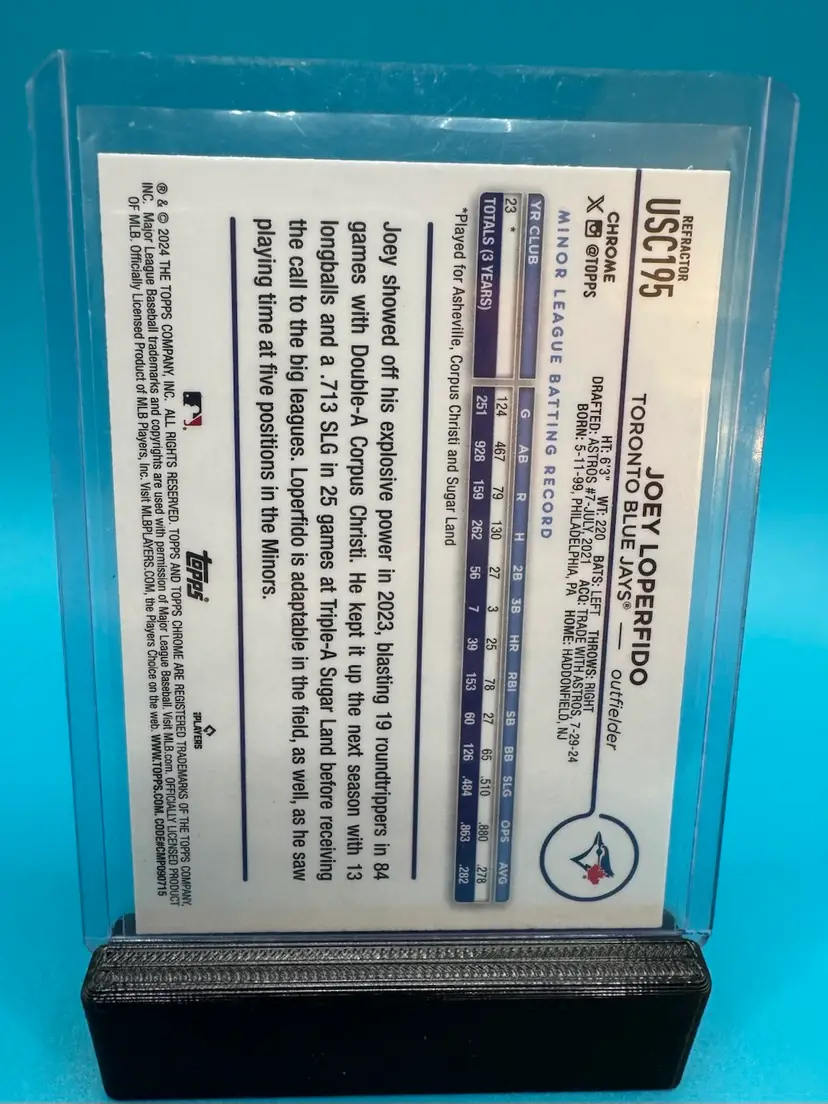 REFRACTOR
USC195
JOEY LOPERFIDO
TORONTO BLUE JAYS® — outfielder
CHROME
@TOPPS
HT: 6'3" WT: 220 BATS: LEFT THROWS: RIGHT
DRAFTED: ASTROS #7-JULY, 2021 ACQ: TRADE WITH ASTROS, 7-29-24
BORN: 5-11-99, PHILADELPHIA, PA HOME: HADDONFIELD, NJ
MINOR LEAGUE BATTING RECORD
YR CLUB G AB R H 2B 3B HR RBI SB BB SLG OPS AVG
23 * 124 467 79 130 27 3 25 78 27 65 .510 .880 .278
TOTALS (3 YEARS) 251 928 159 262 56 7 39 153 60 126 .484 .863 .282
*Played for Asheville, Corpus Christi and Sugar Land
Joey showed off his explosive power in 2023, blasting 19 roundtrippers in 84
games with Double-A Corpus Christi. He kept it up the next season with 13
longballs and a .713 SLG in 25 games at Triple-A Sugar Land before receiving
the call to the big leagues. Loperfido is adaptable in the field, as well, as he saw
playing time at five positions in the Minors.
topps®
PLAYERS
® & © 2024 THE TOPPS COMPANY, INC. ALL RIGHTS RESERVED. TOPPS AND TOPPS CHROME ARE REGISTERED TRADEMARKS OF THE TOPPS COMPANY,
INC. Major League Baseball trademarks and copyrights are used with permission of Major League Baseball. Visit MLB.com. OFFICIALLY LICENSED PRODUCT
OF MLB. Officially Licensed Product of MLB Players, Inc. Visit MLBPLAYERS.COM, the Players Choice on the web. WWW.TOPPS.COM. CODE#CMP090715